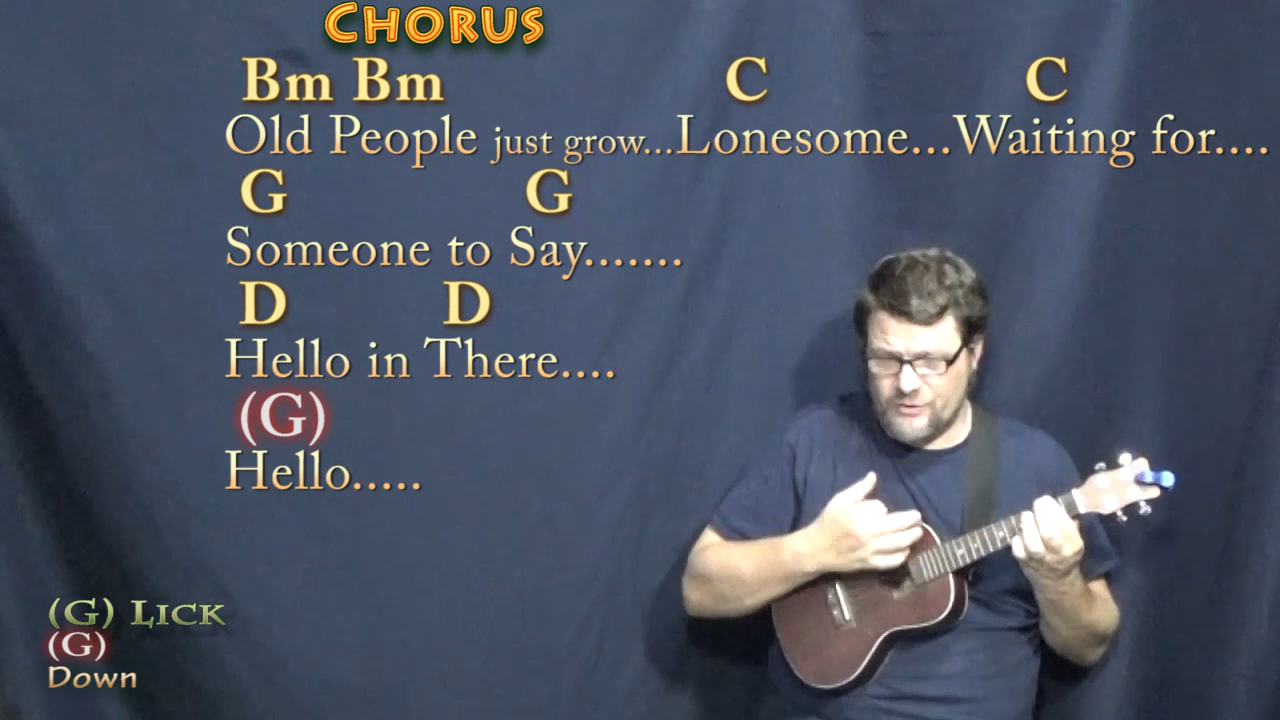 CHORUS
Bm Bm C C
Old People just grow...Lonesome...Waiting for....
G G
Someone to Say.......
D D
Hello in There....
(G)
Hello.....
(G) LICK
(G)
Down